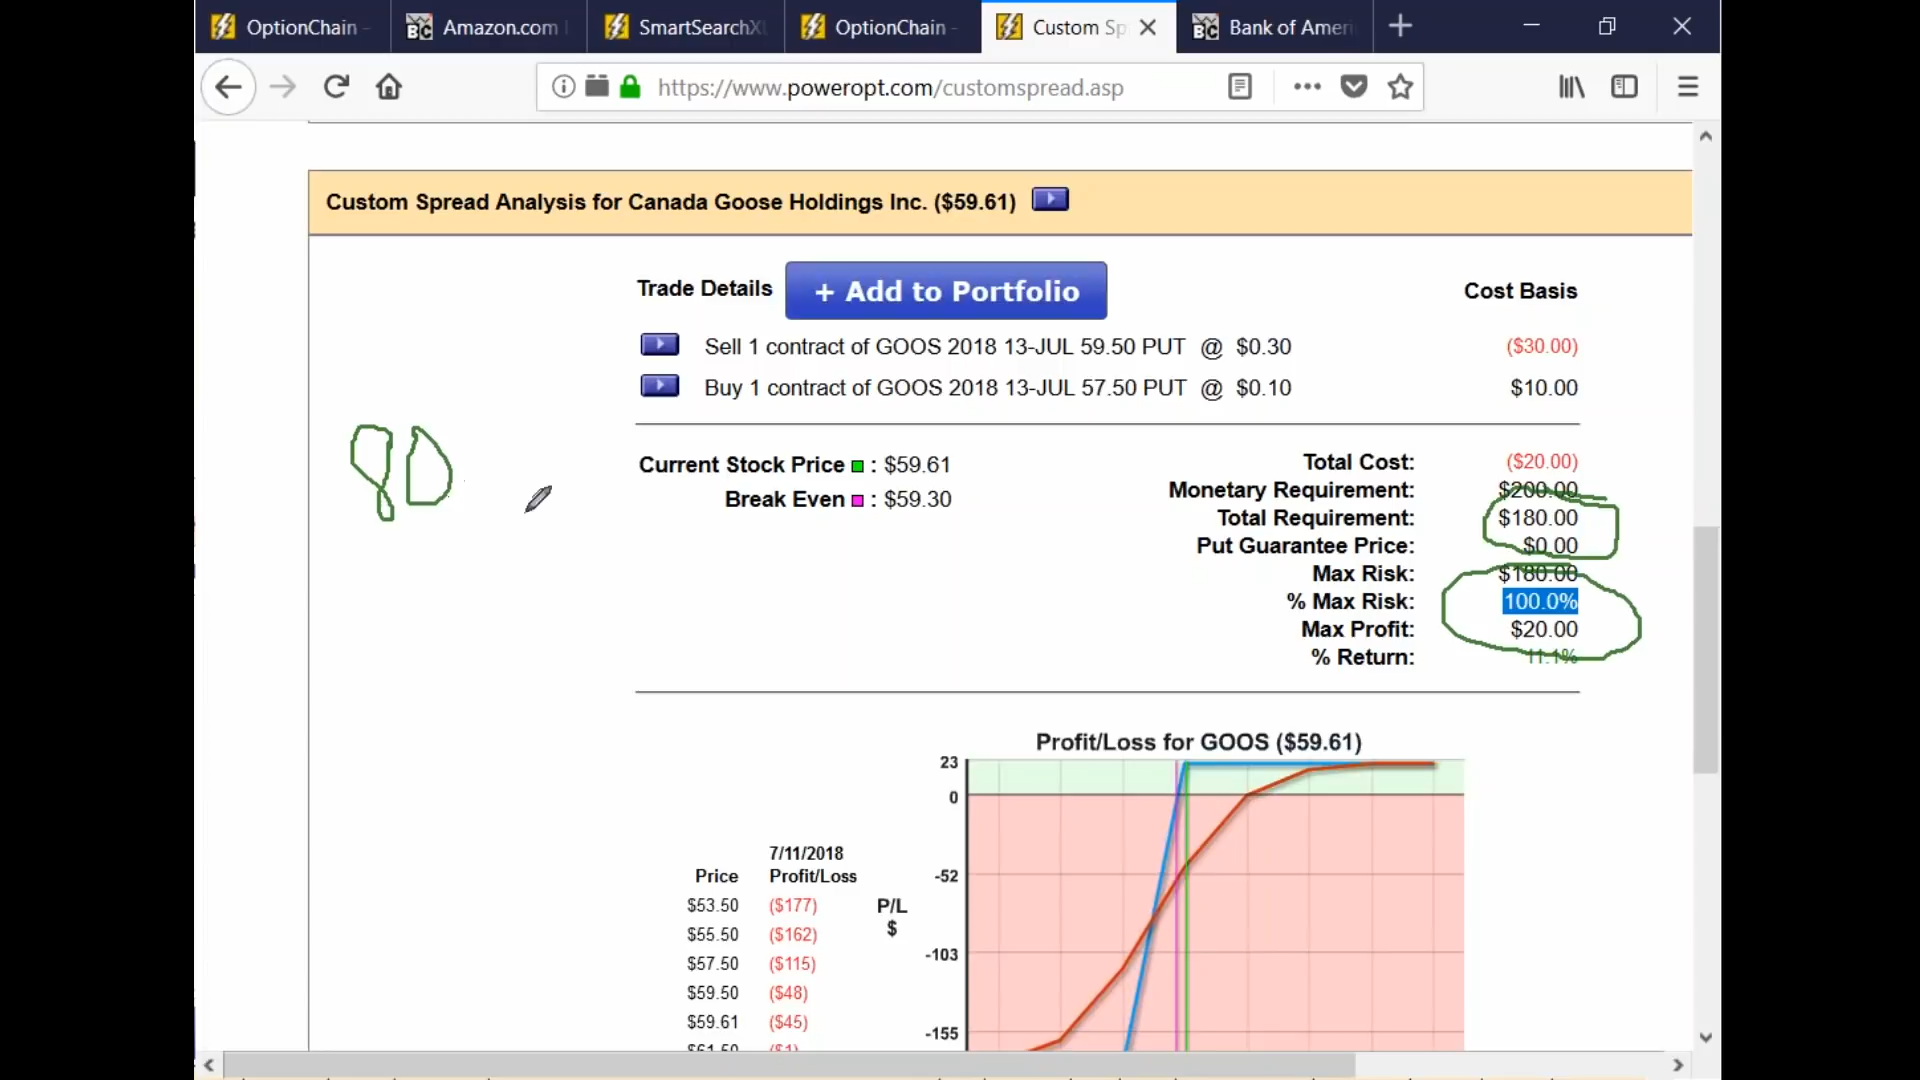 OptionChain -
Amazon.com
SmartSearchXL
OptionChain -
Custom Sp
Bank of Ameri
https://www.poweropt.com/customspread.asp
Custom Spread Analysis for Canada Goose Holdings Inc. ($59.61)
Trade Details
+ Add to Portfolio
Cost Basis
Sell 1 contract of GOOS 2018 13-JUL 59.50 PUT @ $0.30
($30.00)
Buy 1 contract of GOOS 2018 13-JUL 57.50 PUT @ $0.10
$10.00
90
Current Stock Price : $59.61
Break Even : $59.30
Total Cost: ($20.00)
Monetary Requirement: $200.00
Total Requirement: $180.00
Put Guarantee Price: $0.00
Max Risk: $180.00
% Max Risk: 100.0%
Max Profit: $20.00
% Return: 11.1%
Profit/Loss for GOOS ($59.61)
23
0
-52
-103
-155
P/L
$
7/11/2018
Price Profit/Loss
$53.50 ($177)
$55.50 ($162)
$57.50 ($115)
$59.50 ($48)
$59.61 ($45)
$61.50 ($1)